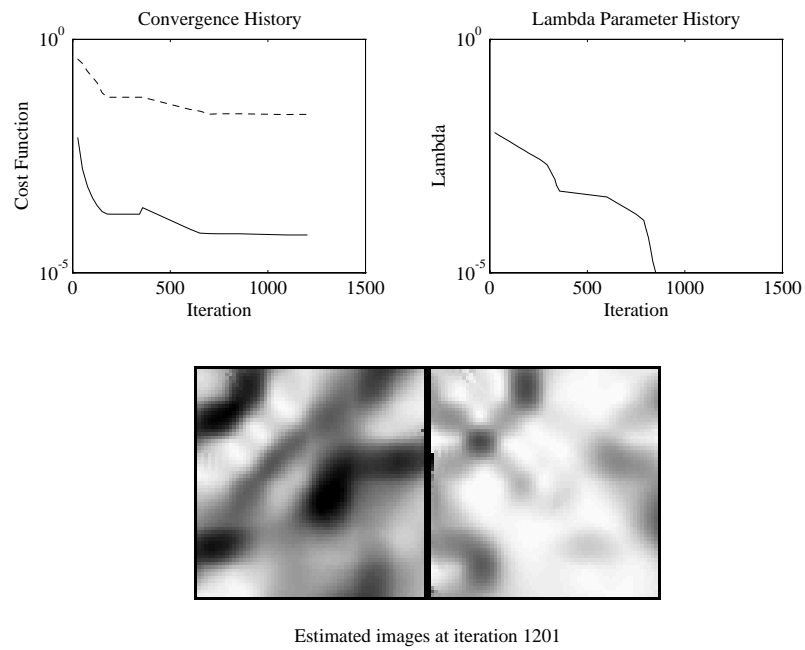 Convergence History
10^0
10^-5
Cost Function
0
500
1000
1500
Iteration
Lambda Parameter History
10^0
10^-5
Lambda
0
500
1000
1500
Iteration
Estimated images at iteration 1201